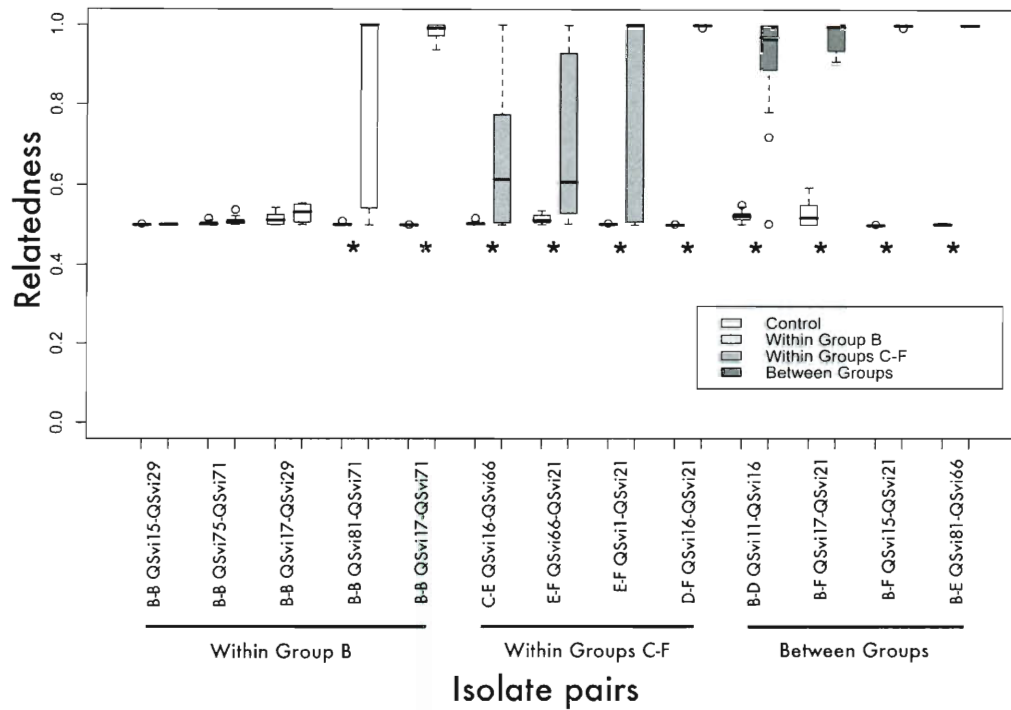 Relatedness
1.0
0.8
0.6
0.4
0.2
0.0
* * * * * * * * * *
Control
Within Group B
Within Groups C-F
Between Groups
B-B QSvi15-QSvi29
B-B QSvi75-QSvi71
B-B QSvi17-QSvi29
B-B QSvi81-QSvi71
B-B QSvi17-QSvi71
C-E QSvi16-QSvi66
E-F QSvi66-QSvi21
E-F QSvi1-QSvi21
D-F QSvi16-QSvi21
B-D QSvi11-QSvi16
B-F QSvi17-QSvi21
B-F QSvi15-QSvi21
B-E QSvi81-QSvi66
Within Group B
Within Groups C-F
Between Groups
Isolate pairs